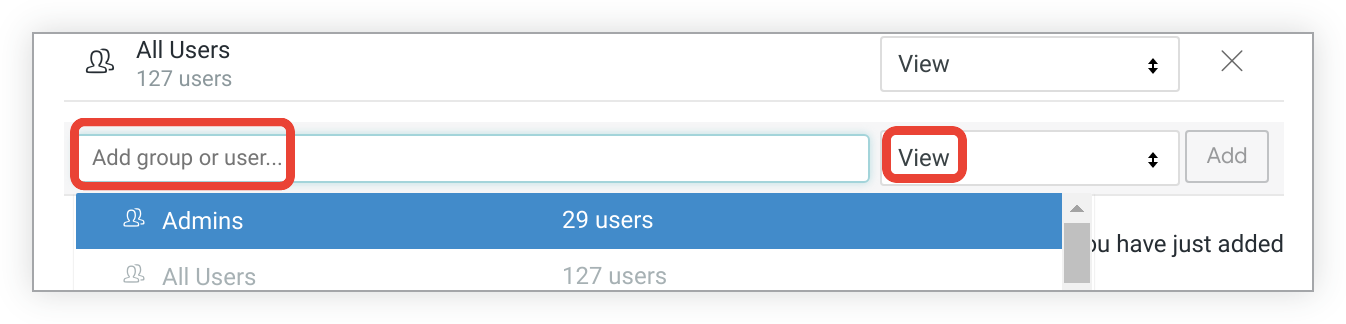 All Users
127 users
View
Add group or user...
View
Add
Admins 29 users
have just added
All Users 127 users